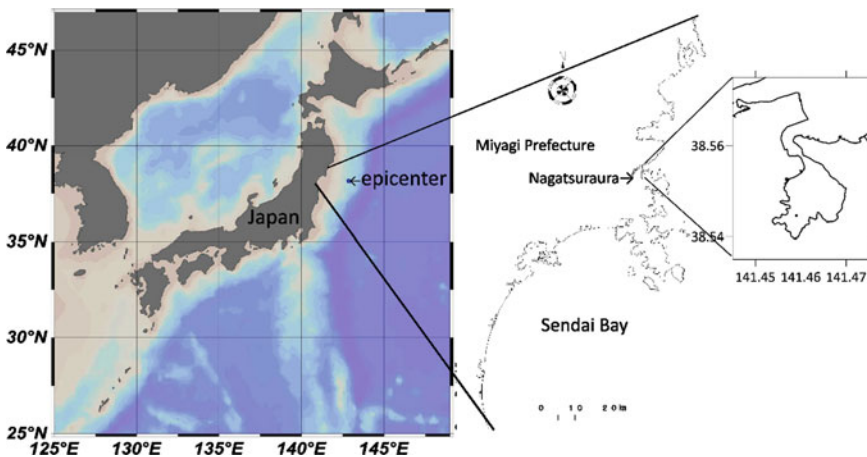 45°N
40°N
35°N
30°N
25°N
125°E
130°E
135°E
140°E
145°E
Japan
epicenter
Miyagi Prefecture
Nagatsuraura
Sendai Bay
0 10 20 km
38.56
38.54
141.45
141.46
141.47